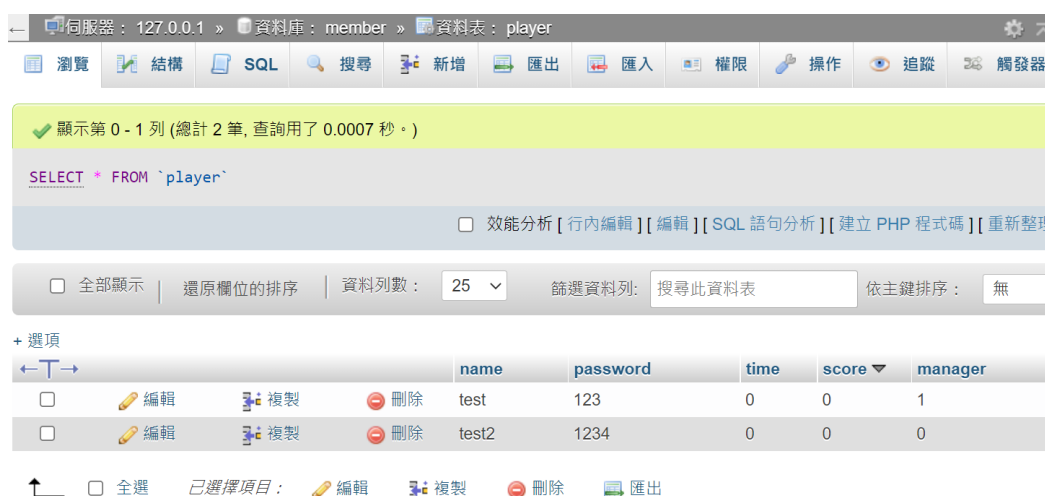 ← 伺服器： 127.0.0.1 » 資料庫： member » 資料表： player
瀏覽 結構 SQL 搜尋 新增 匯出 匯入 權限 操作 追蹤 觸發器
顯示第 0 - 1 列 (總計 2 筆, 查詢用了 0.0007 秒。)
SELECT * FROM `player`
效能分析 [ 行內編輯 ] [ 編輯 ] [ SQL 語句分析 ] [ 建立 PHP 程式碼 ] [ 重新整理
全部顯示 | 還原欄位的排序 | 資料列數： 25 篩選資料列: 搜尋此資料表 依主鍵排序： 無
+ 選項
←T→ name password time score manager
編輯 複製 刪除 test 123 0 0 1
編輯 複製 刪除 test2 1234 0 0 0
全選 已選擇項目： 編輯 複製 刪除 匯出